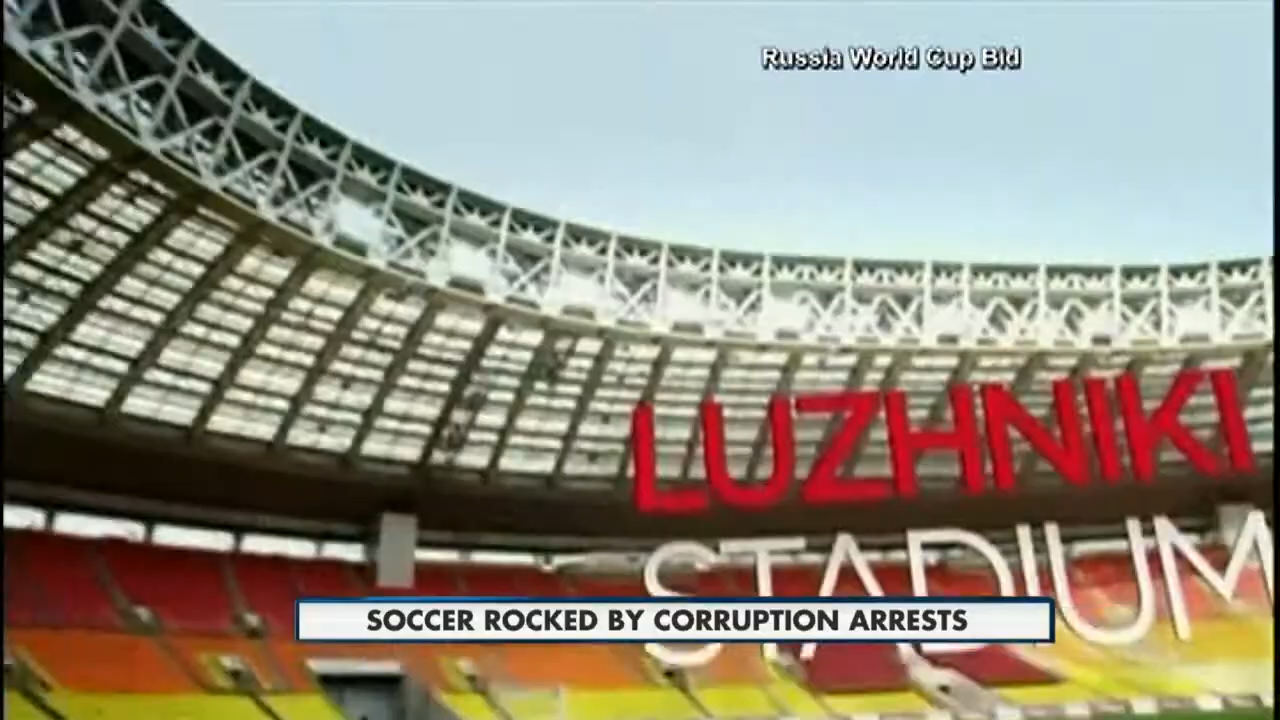 Russia World Cup Bid
LUZHNIKI
STADIUM
SOCCER ROCKED BY CORRUPTION ARRESTS